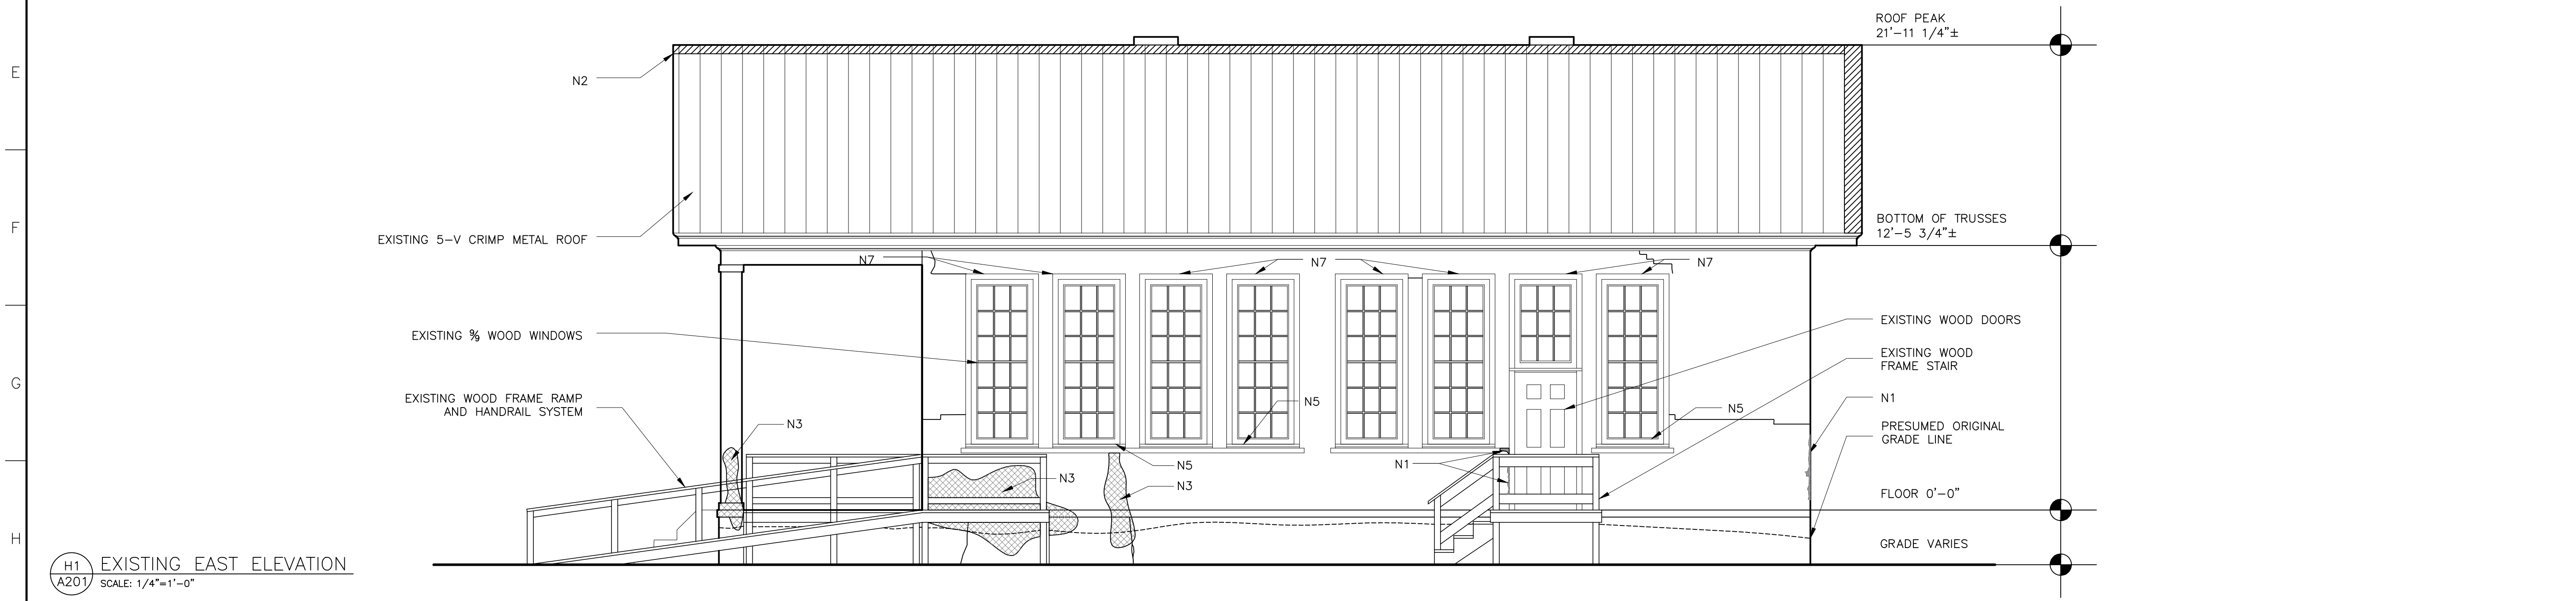 ROOF PEAK
21'-11 1/4"±
E
N2
BOTTOM OF TRUSSES
12'-5 3/4"±
F
EXISTING 5-V CRIMP METAL ROOF
N7
N7
N7
EXISTING 9/9 WOOD WINDOWS
EXISTING WOOD DOORS
EXISTING WOOD
FRAME STAIR
G
EXISTING WOOD FRAME RAMP
AND HANDRAIL SYSTEM
N5
N5
N1
N3
PRESUMED ORIGINAL
GRADE LINE
N5
N1
N3
N3
FLOOR 0'-0"
H
GRADE VARIES
H1
A201
EXISTING EAST ELEVATION
SCALE: 1/4"=1'-0"